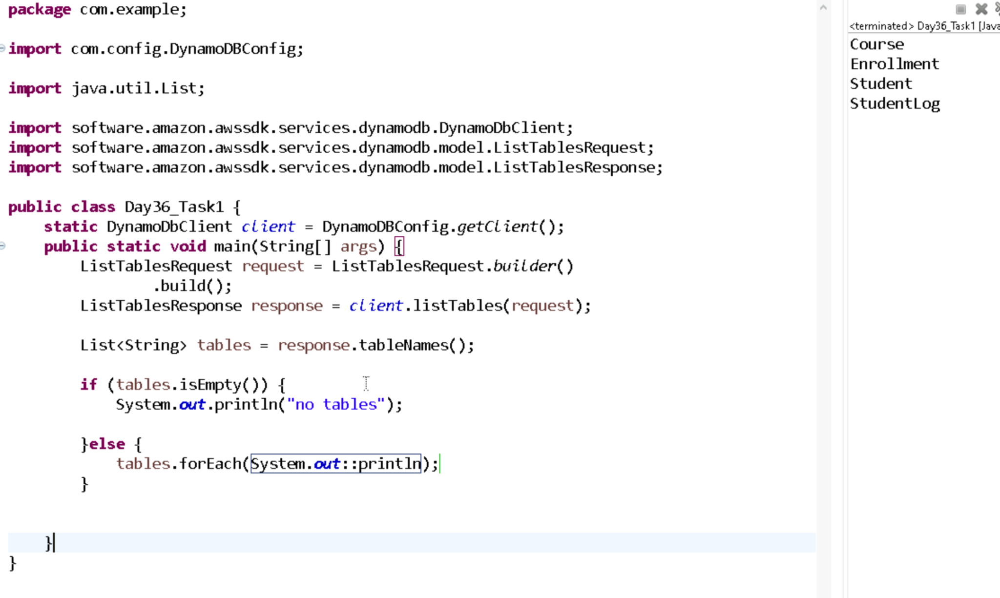 package com.example;
import com.config.DynamoDBConfig;
import java.util.List;
import software.amazon.awssdk.services.dynamodb.DynamoDbClient;
import software.amazon.awssdk.services.dynamodb.model.ListTablesRequest;
import software.amazon.awssdk.services.dynamodb.model.ListTablesResponse;
public class Day36_Task1 {
static DynamoDbClient client = DynamoDBConfig.getClient();
public static void main(String[] args) {
ListTablesRequest request = ListTablesRequest.builder()
.build();
ListTablesResponse response = client.listTables(request);
List<String> tables = response.tableNames();
if (tables.isEmpty()) {
System.out.println("no tables");
}else {
tables.forEach(System.out::println);
}
}
}
<terminated> Day36_Task1 [Java
Course
Enrollment
Student
StudentLog